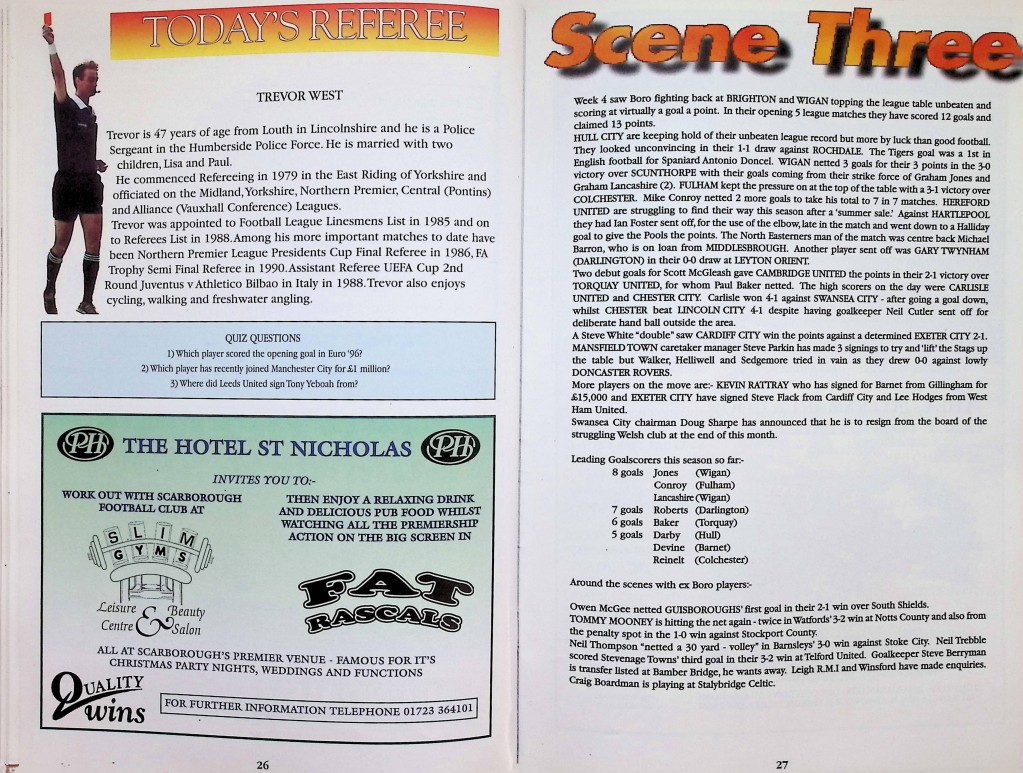 TODAY'S REFEREE
TREVOR WEST
Trevor is 47 years of age from Louth in Lincolnshire and he is a Police
Sergeant in the Humberside Police Force. He is married with two
children, Lisa and Paul.
He commenced Refereeing in 1979 in the East Riding of Yorkshire and
officiated on the Midland, Yorkshire, Northern Premier, Central (Pontins)
and Alliance (Vauxhall Conference) Leagues.
Trevor was appointed to Football League Linesmens List in 1985 and on
to Referees List in 1988. Among his more important matches to date have
been Northern Premier League Presidents Cup Final Referee in 1986, FA
Trophy Semi Final Referee in 1990. Assistant Referee UEFA Cup 2nd
Round Juventus v Athletico Bilbao in Italy in 1988. Trevor also enjoys
cycling, walking and freshwater angling.
QUIZ QUESTIONS
1) Which player scored the opening goal in Euro '96?
2) Which player has recently joined Manchester City for £1 million?
3) Where did Leeds United sign Tony Yeboah from?
PH THE HOTEL ST NICHOLAS PH
INVITES YOU TO:-
WORK OUT WITH SCARBOROUGH
FOOTBALL CLUB AT
SLIM
GYMS
Leisure & Beauty
Centre Salon
THEN ENJOY A RELAXING DRINK
AND DELICIOUS PUB FOOD WHILST
WATCHING ALL THE PREMIERSHIP
ACTION ON THE BIG SCREEN IN
FAT
RASCALS
ALL AT SCARBOROUGH'S PREMIER VENUE - FAMOUS FOR IT'S
CHRISTMAS PARTY NIGHTS, WEDDINGS AND FUNCTIONS
QUALITY
wins
FOR FURTHER INFORMATION TELEPHONE 01723 364101
26
Scene Three
Week 4 saw Boro fighting back at BRIGHTON and WIGAN topping the league table unbeaten and
scoring at virtually a goal a point. In their opening 5 league matches they have scored 12 goals and
claimed 13 points.
HULL CITY are keeping hold of their unbeaten league record but more by luck than good football.
They looked unconvincing in their 1-1 draw against ROCHDALE. The Tigers goal was a 1st in
English football for Spaniard Antonio Doncel. WIGAN netted 3 goals for their 3 points in the 3-0
victory over SCUNTHORPE with their goals coming from their strike force of Graham Jones and
Graham Lancashire (2). FULHAM kept the pressure on at the top of the table with a 3-1 victory over
COLCHESTER. Mike Conroy netted 2 more goals to take his total to 7 in 7 matches. HEREFORD
UNITED are struggling to find their way this season after a 'summer sale.' Against HARTLEPOOL
they had Ian Foster sent off, for the use of the elbow, late in the match and went down to a Halliday
goal to give the Pools the points. The North Easterners man of the match was centre back Michael
Barron, who is on loan from MIDDLESBROUGH. Another player sent off was GARY TWYNHAM
(DARLINGTON) in their 0-0 draw at LEYTON ORIENT.
Two debut goals for Scott McGleash gave CAMBRIDGE UNITED the points in their 2-1 victory over
TORQUAY UNITED, for whom Paul Baker netted. The high scorers on the day were CARLISLE
UNITED and CHESTER CITY. Carlisle won 4-1 against SWANSEA CITY - after going a goal down,
whilst CHESTER beat LINCOLN CITY 4-1 despite having goalkeeper Neil Cutler sent off for
deliberate hand ball outside the area.
A Steve White "double" saw CARDIFF CITY win the points against a determined EXETER CITY 2-1.
MANSFIELD TOWN caretaker manager Steve Parkin has made 3 signings to try and 'lift' the Stags up
the table but Walker, Helliwell and Sedgemore tried in vain as they drew 0-0 against lowly
DONCASTER ROVERS.
More players on the move are:- KEVIN RATTRAY who has signed for Barnet from Gillingham for
£15,000 and EXETER CITY have signed Steve Flack from Cardiff City and Lee Hodges from West
Ham United.
Swansea City chairman Doug Sharpe has announced that he is to resign from the board of the
struggling Welsh club at the end of this month.
Leading Goalscorers this season so far:-
8 goals Jones (Wigan)
Conroy (Fulham)
Lancashire (Wigan)
7 goals Roberts (Darlington)
6 goals Baker (Torquay)
5 goals Darby (Hull)
Devine (Barnet)
Reinelt (Colchester)
Around the scenes with ex Boro players:-
Owen McGee netted GUISBOROUGHS' first goal in their 2-1 win over South Shields.
TOMMY MOONEY is hitting the net again - twice in Watfords' 3-2 win at Notts County and also from
the penalty spot in the 1-0 win against Stockport County.
Neil Thompson "netted a 30 yard - volley" in Barnsleys' 3-0 win against Stoke City. Neil Trebble
scored Stevenage Towns' third goal in their 3-2 win at Telford United. Goalkeeper Steve Berryman
is transfer listed at Bamber Bridge, he wants away. Leigh R.M.I and Winsford have made enquiries.
Craig Boardman is playing at Stalybridge Celtic.
27